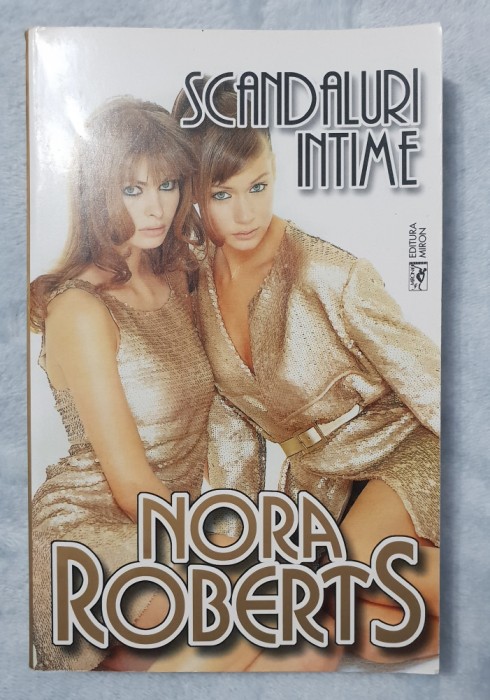 SCANDALURI
INTIME
EDITURA
MIRON
NORA
ROBERTS